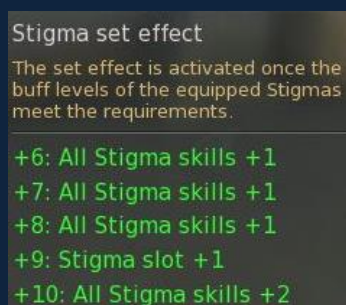 Stigma set effect
The set effect is activated once the
buff levels of the equipped Stigmas
meet the requirements.
+6: All Stigma skills +1
+7: All Stigma skills +1
+8: All Stigma skills +1
+9: Stigma slot +1
+10: All Stigma skills +2